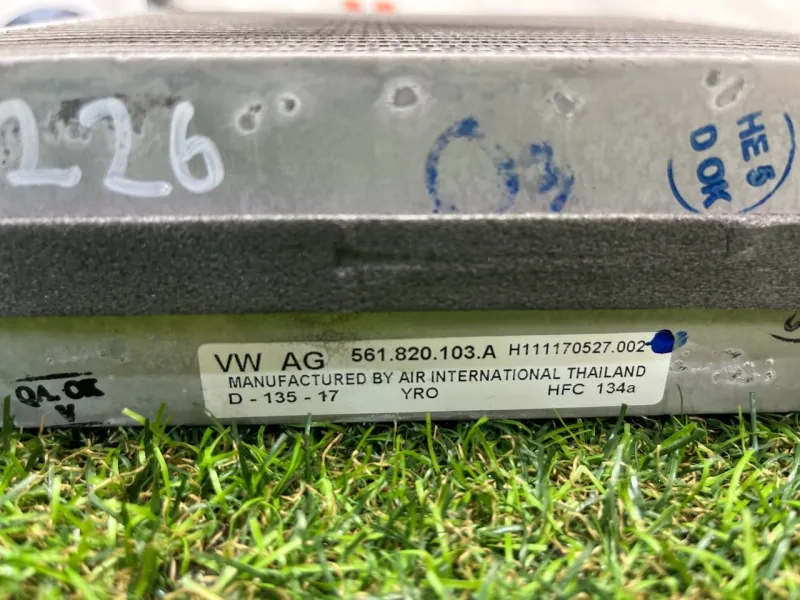 226
HE 5
D OK
VW AG 561.820.103.A H111170527.002
MANUFACTURED BY AIR INTERNATIONAL THAILAND
D - 135 - 17 YRO HFC 134a
QA. OK
V